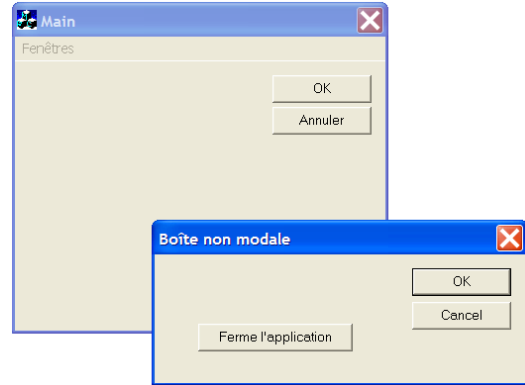 Main
Fenêtres
OK
Annuler
Boîte non modale
OK
Cancel
Ferme l'application